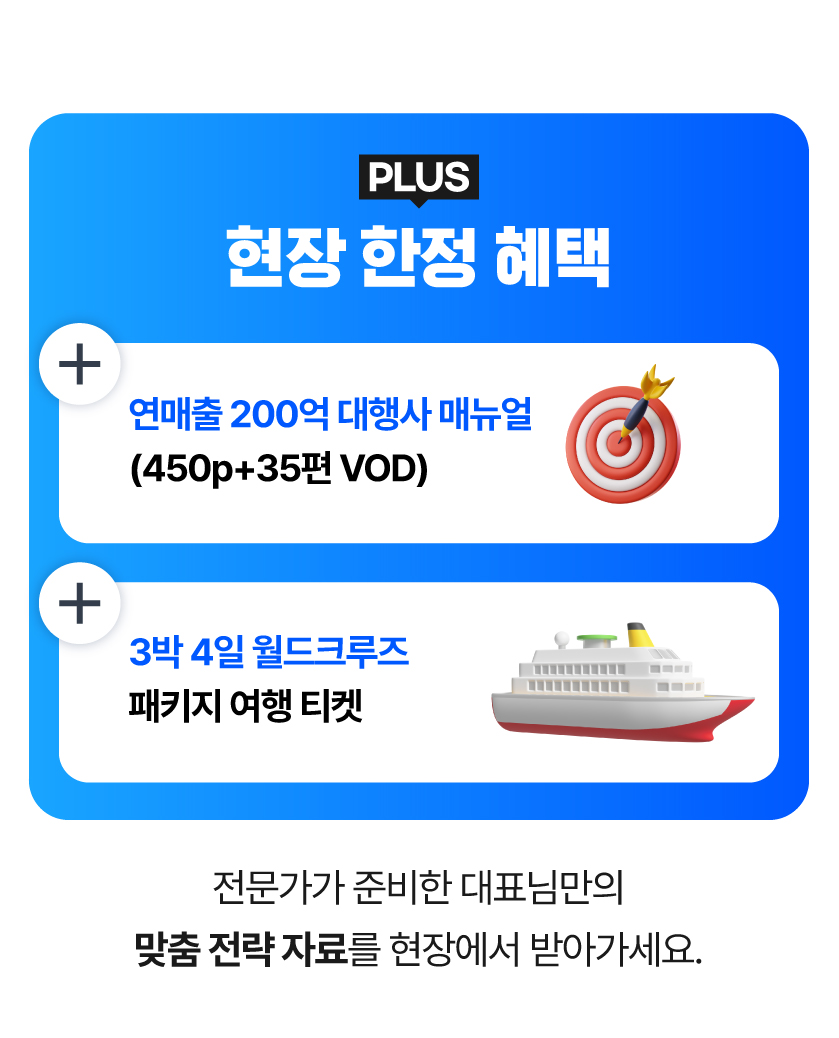 PLUS
현장 한정 혜택
연매출 200억 대행사 매뉴얼
(450p+35편 VOD)
3박 4일 월드크루즈
패키지 여행 티켓
전문가가 준비한 대표님만의
맞춤 전략 자료를 현장에서 받아가세요.